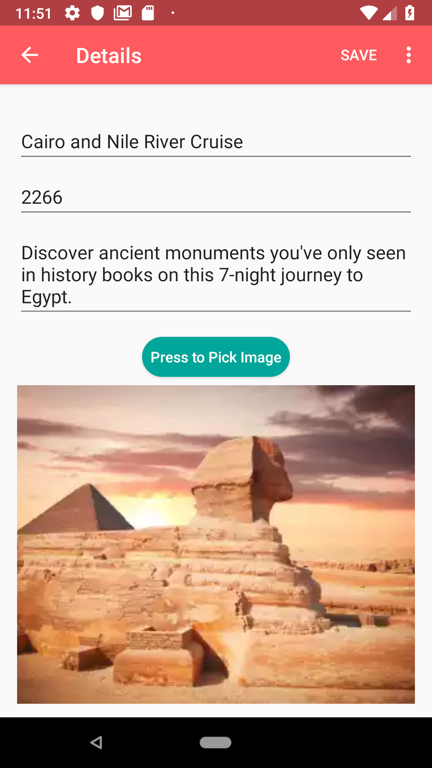 11:51
Details
SAVE
Cairo and Nile River Cruise
2266
Discover ancient monuments you've only seen
in history books on this 7-night journey to
Egypt.
Press to Pick Image